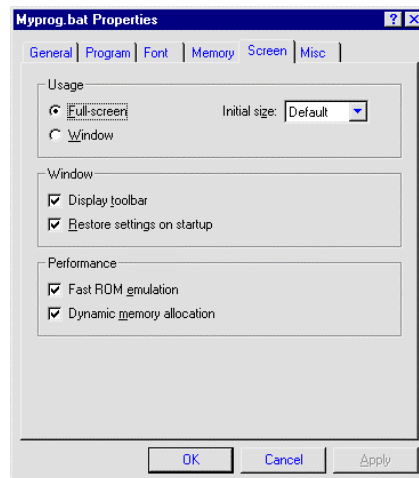 Myprog.bat Properties
General Program Font Memory Screen Misc
Usage
Full-screen Initial size: Default
Window
Window
Display toolbar
Restore settings on startup
Performance
Fast ROM emulation
Dynamic memory allocation
OK Cancel Apply